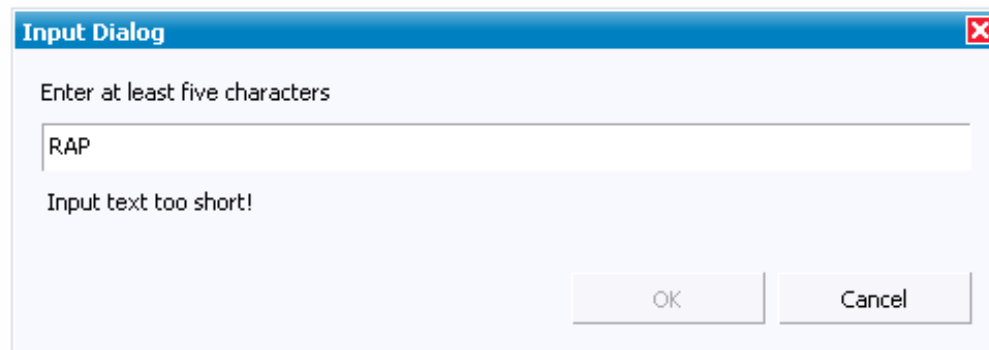 Input Dialog
Enter at least five characters
RAP
Input text too short!
OK Cancel